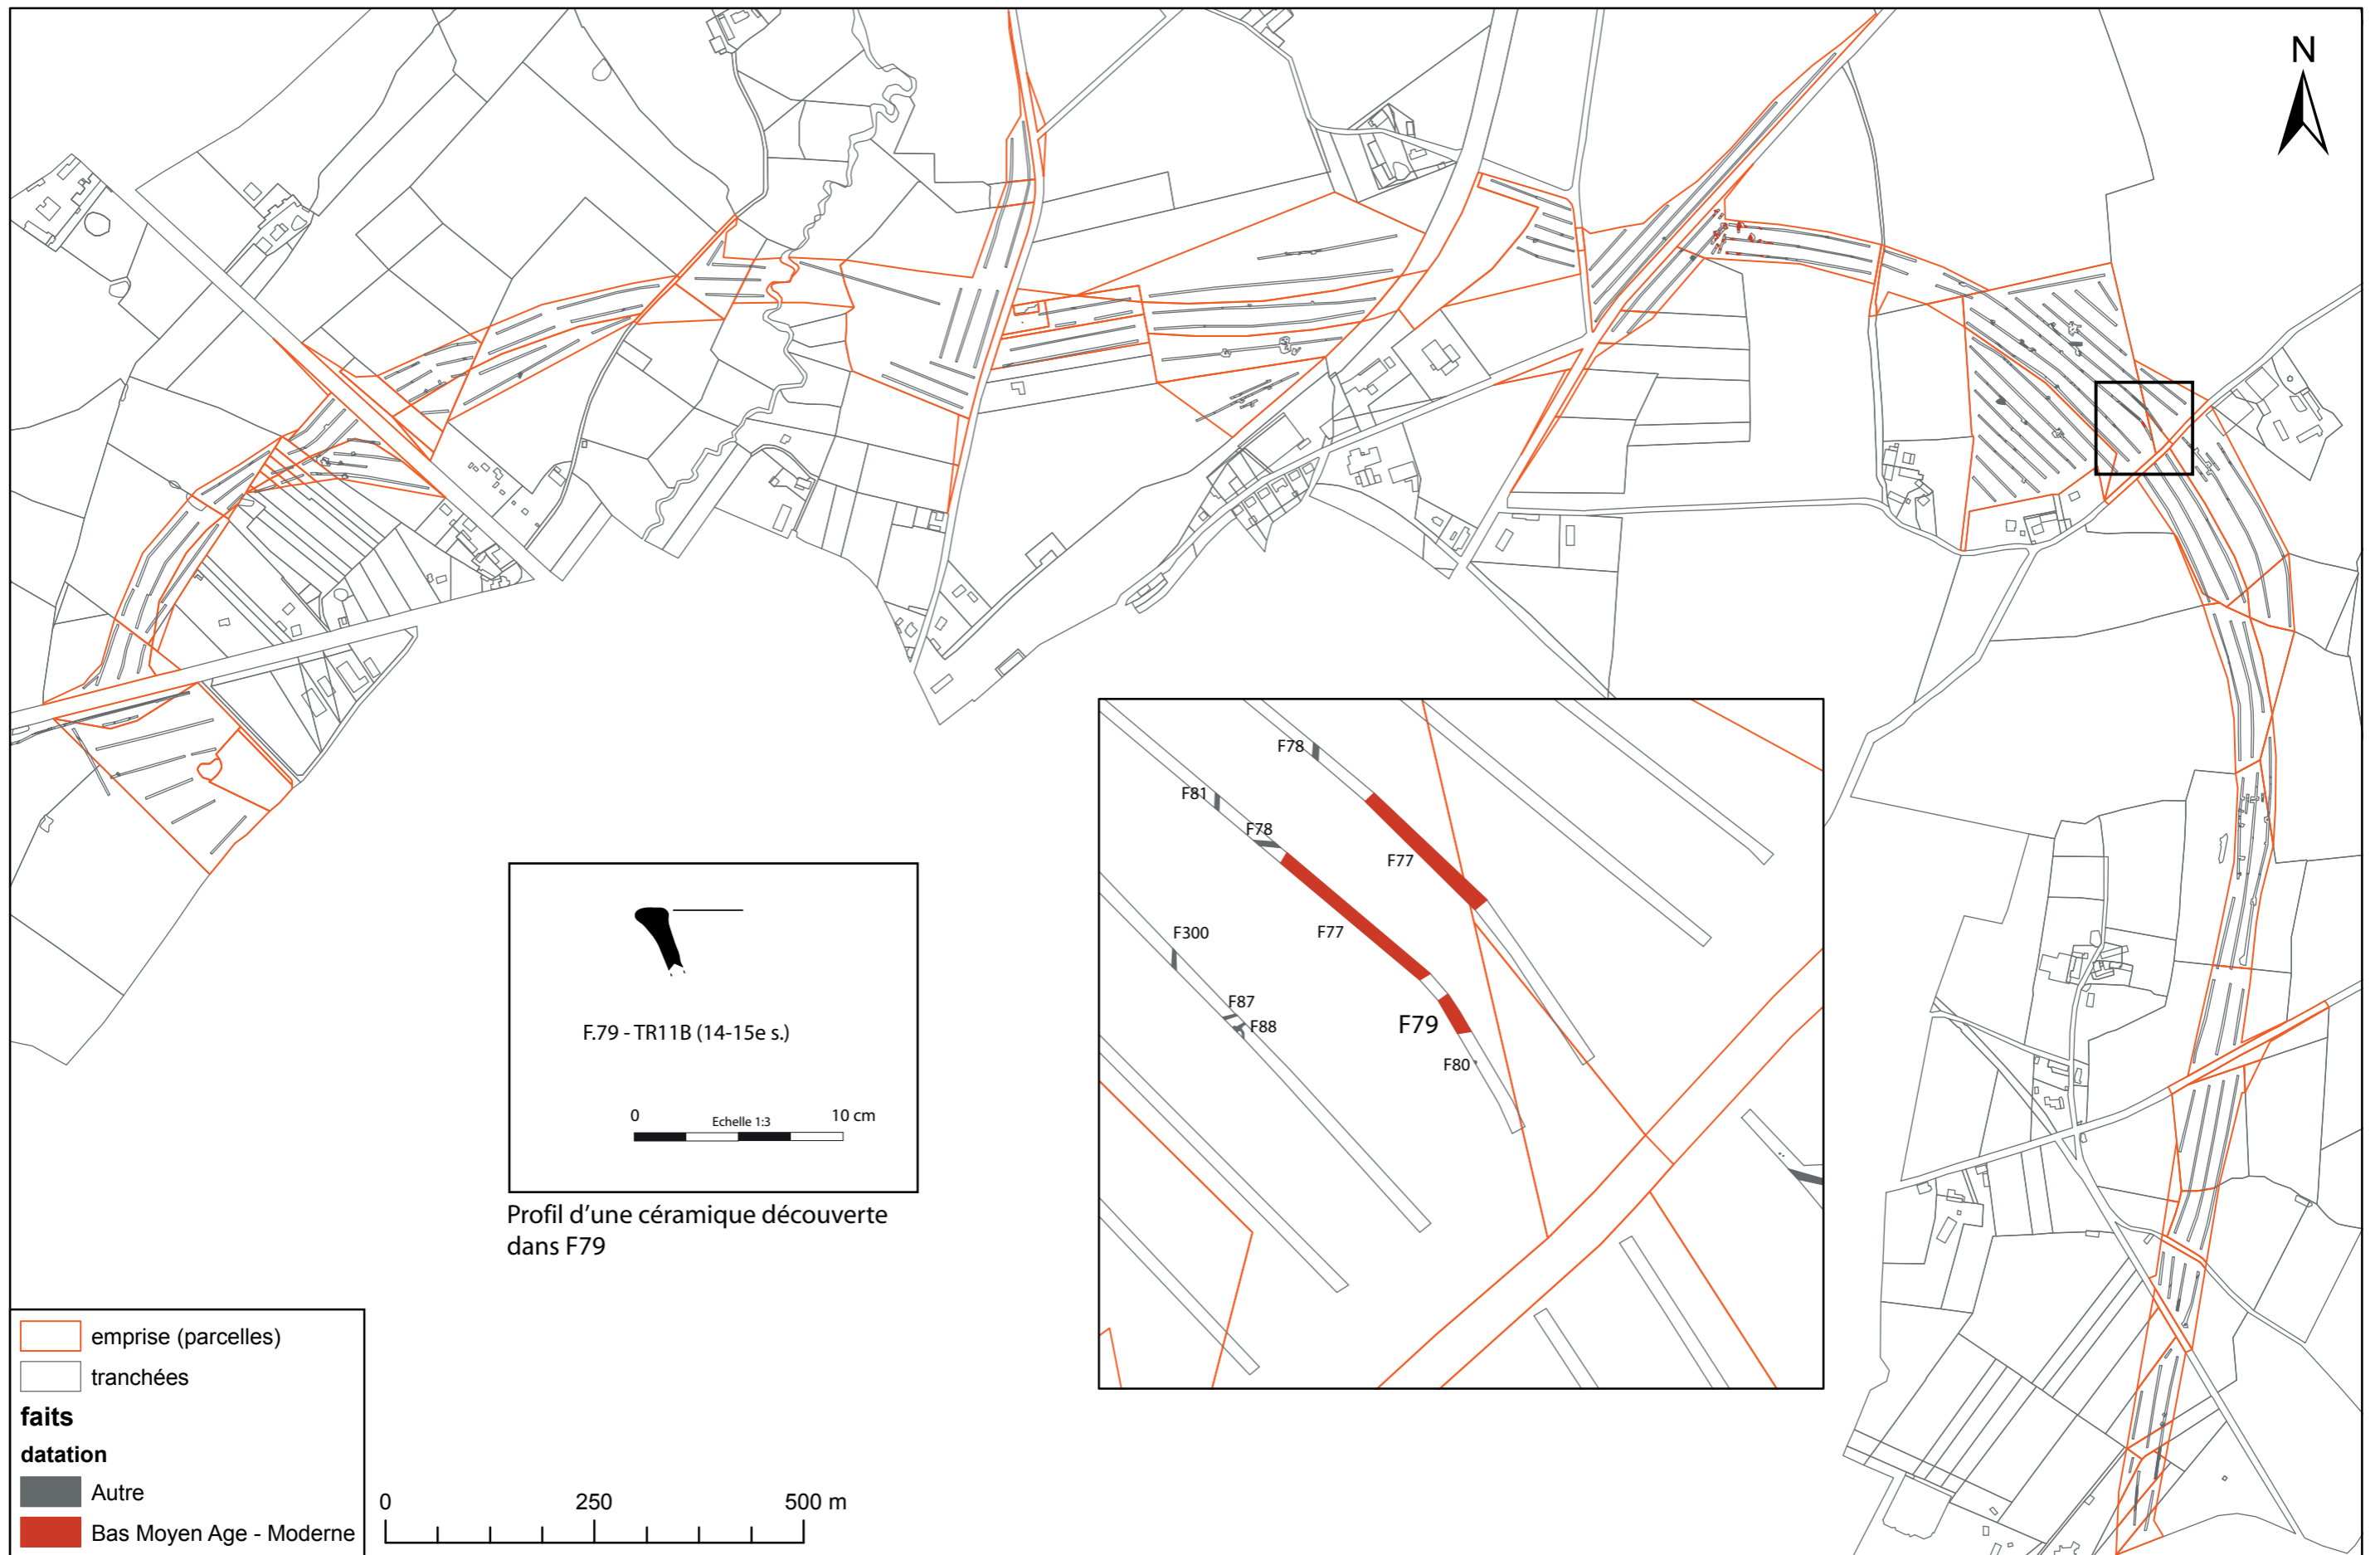 N
F78
F81
F78
F77
F77
F300
F87
F88
F79
F80
F.79 - TR11B (14-15e s.)
0 Echelle 1:3 10 cm
Profil d’une céramique découverte
dans F79
emprise (parcelles)
tranchées
faits
datation
Autre
Bas Moyen Age - Moderne
0 250 500 m